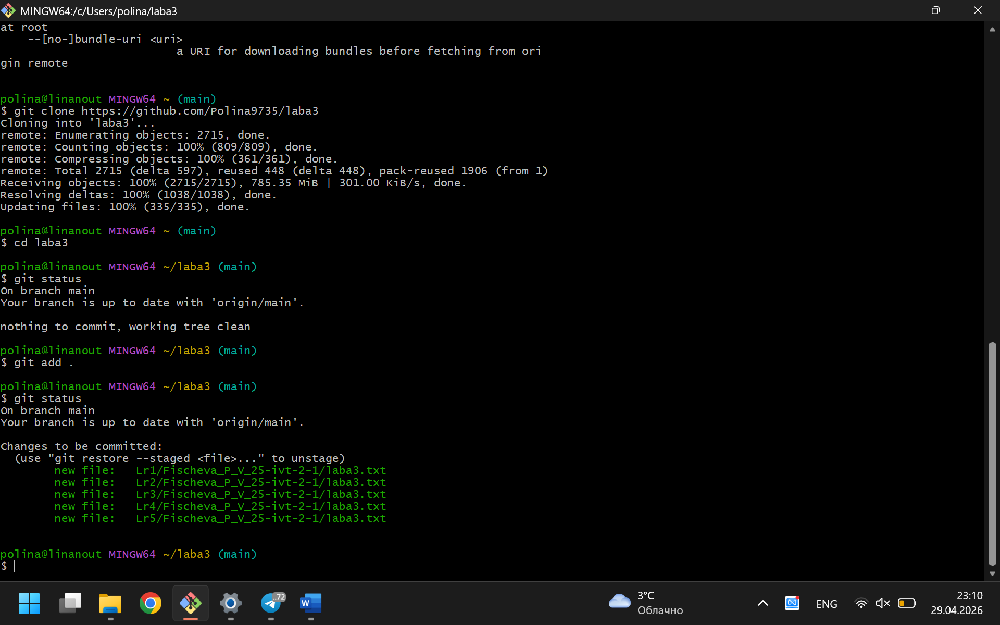 MINGW64:/c/Users/polina/laba3
at root
    --[no-]bundle-uri <uri>
                          a URI for downloading bundles before fetching from ori
gin remote
polina@linanout MINGW64 ~ (main)
$ git clone https://github.com/Polina9735/laba3
Cloning into 'laba3'...
remote: Enumerating objects: 2715, done.
remote: Counting objects: 100% (809/809), done.
remote: Compressing objects: 100% (361/361), done.
remote: Total 2715 (delta 597), reused 448 (delta 448), pack-reused 1906 (from 1)
Receiving objects: 100% (2715/2715), 785.35 MiB | 301.00 KiB/s, done.
Resolving deltas: 100% (1038/1038), done.
Updating files: 100% (335/335), done.
polina@linanout MINGW64 ~ (main)
$ cd laba3
polina@linanout MINGW64 ~/laba3 (main)
$ git status
On branch main
Your branch is up to date with 'origin/main'.
nothing to commit, working tree clean
polina@linanout MINGW64 ~/laba3 (main)
$ git add .
polina@linanout MINGW64 ~/laba3 (main)
$ git status
On branch main
Your branch is up to date with 'origin/main'.
Changes to be committed:
  (use "git restore --staged <file>..." to unstage)
        new file:   Lr1/Fischeva_P_V_25-ivt-2-1/laba3.txt
        new file:   Lr2/Fischeva_P_V_25-ivt-2-1/laba3.txt
        new file:   Lr3/Fischeva_P_V_25-ivt-2-1/laba3.txt
        new file:   Lr4/Fischeva_P_V_25-ivt-2-1/laba3.txt
        new file:   Lr5/Fischeva_P_V_25-ivt-2-1/laba3.txt
polina@linanout MINGW64 ~/laba3 (main)
$
..72
W
3°C
Облачно
ENG
23:10
29.04.2026